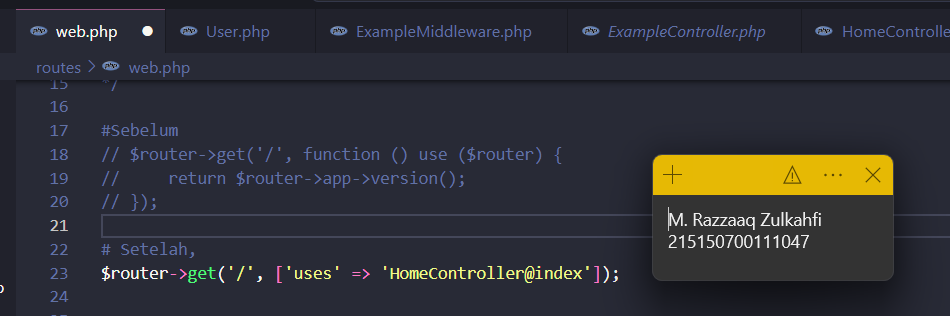 web.php User.php ExampleMiddleware.php ExampleController.php HomeControlle
routes > web.php
15 */
16
17 #Sebelum
18 // $router->get('/', function () use ($router) {
19 //     return $router->app->version();
20 // });
21
22 # Setelah,
23 $router->get('/', ['uses' => 'HomeController@index']);
24
M. Razzaaq Zulkahfi
215150700111047